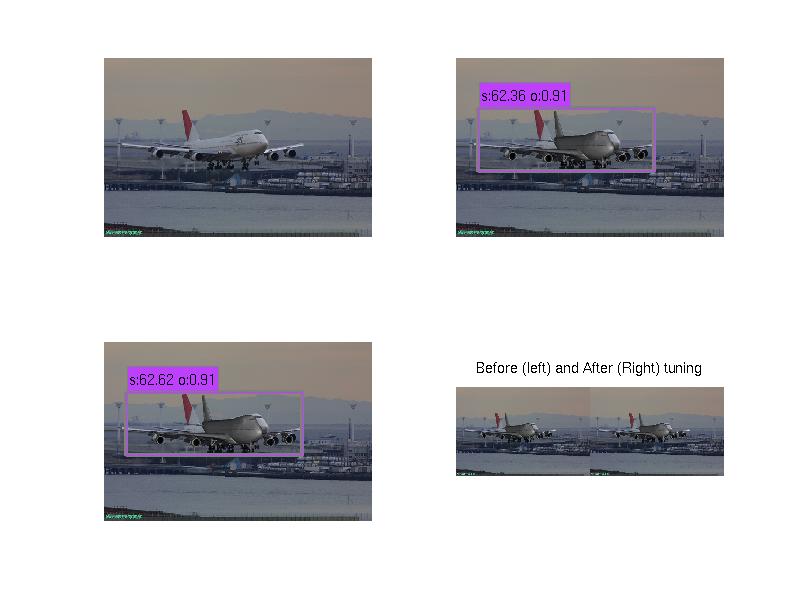 s:62.36 o:0.91
s:62.62 o:0.91
Before (left) and After (Right) tuning